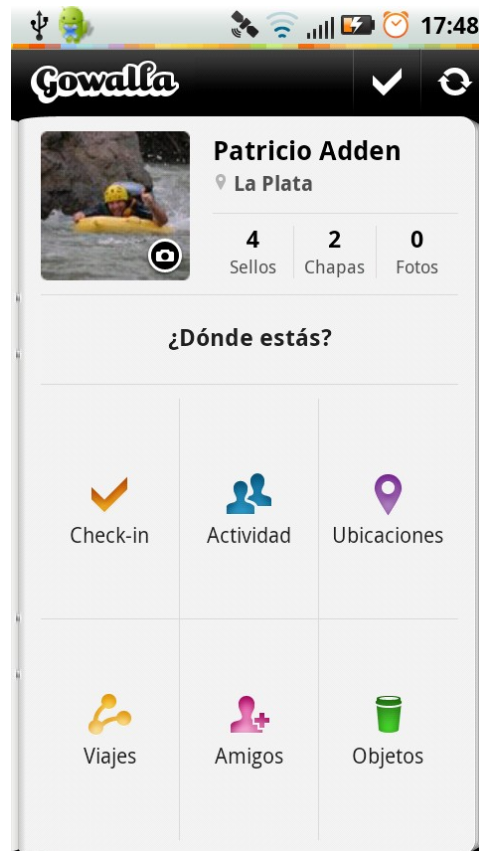 17:48
Gowalla
Patricio Adden
La Plata
4 2 0
Sellos Chapas Fotos
¿Dónde estás?
Check-in Actividad Ubicaciones
Viajes Amigos Objetos